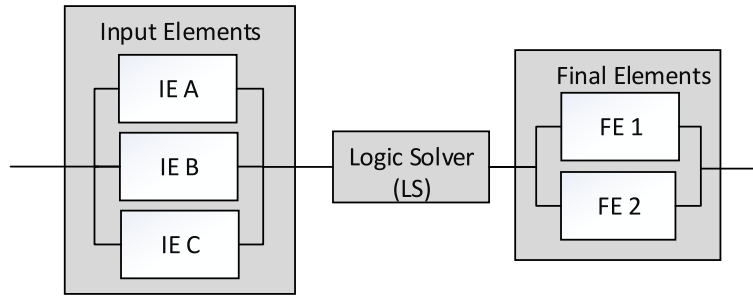 Input Elements
IE A
IE B
IE C
Logic Solver
(LS)
Final Elements
FE 1
FE 2